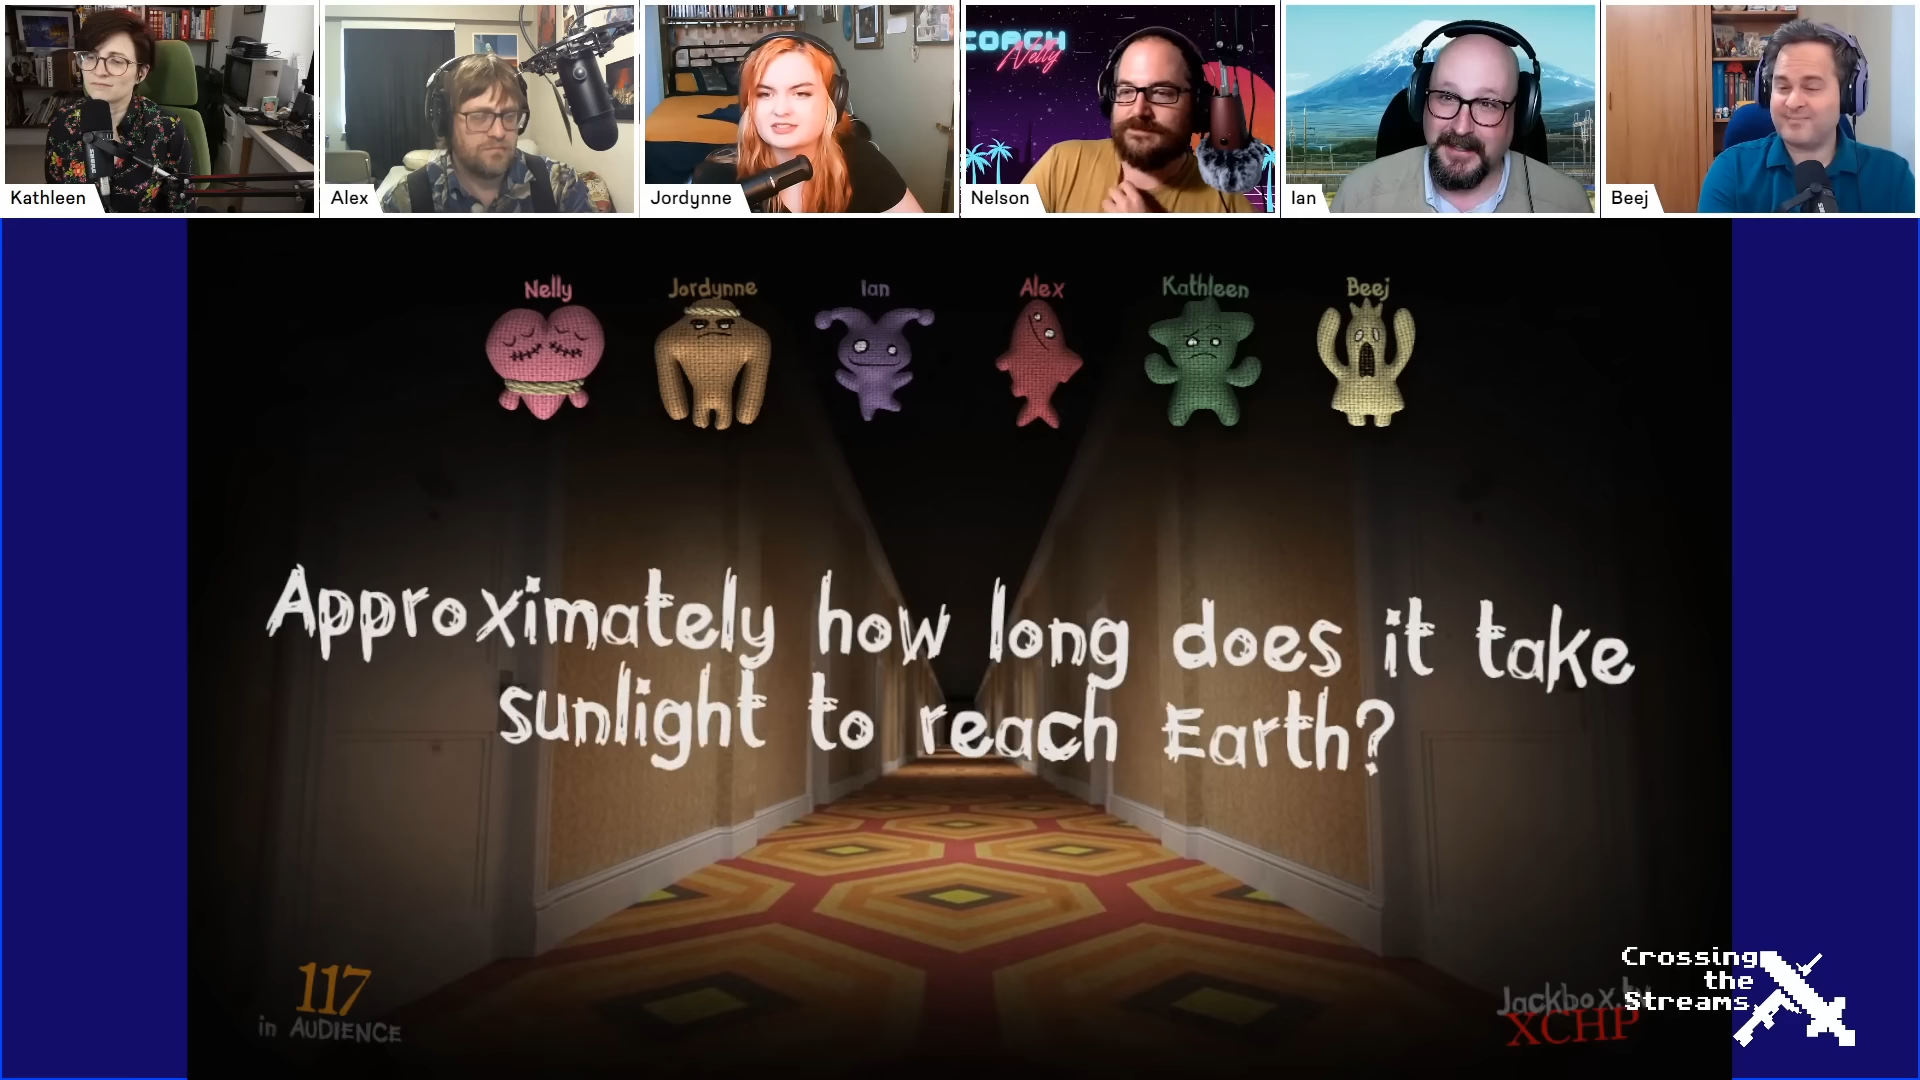 COACH
Nelly
Kathleen
Alex
Jordynne
Nelson
Ian
Beej
Nelly
Jordynne
Ian
Alex
Kathleen
Beej
Approximately how long does it take
sunlight to reach Earth?
117
in AUDIENCE
Jackbox.tv
XCHP
Crossing
the
Streams